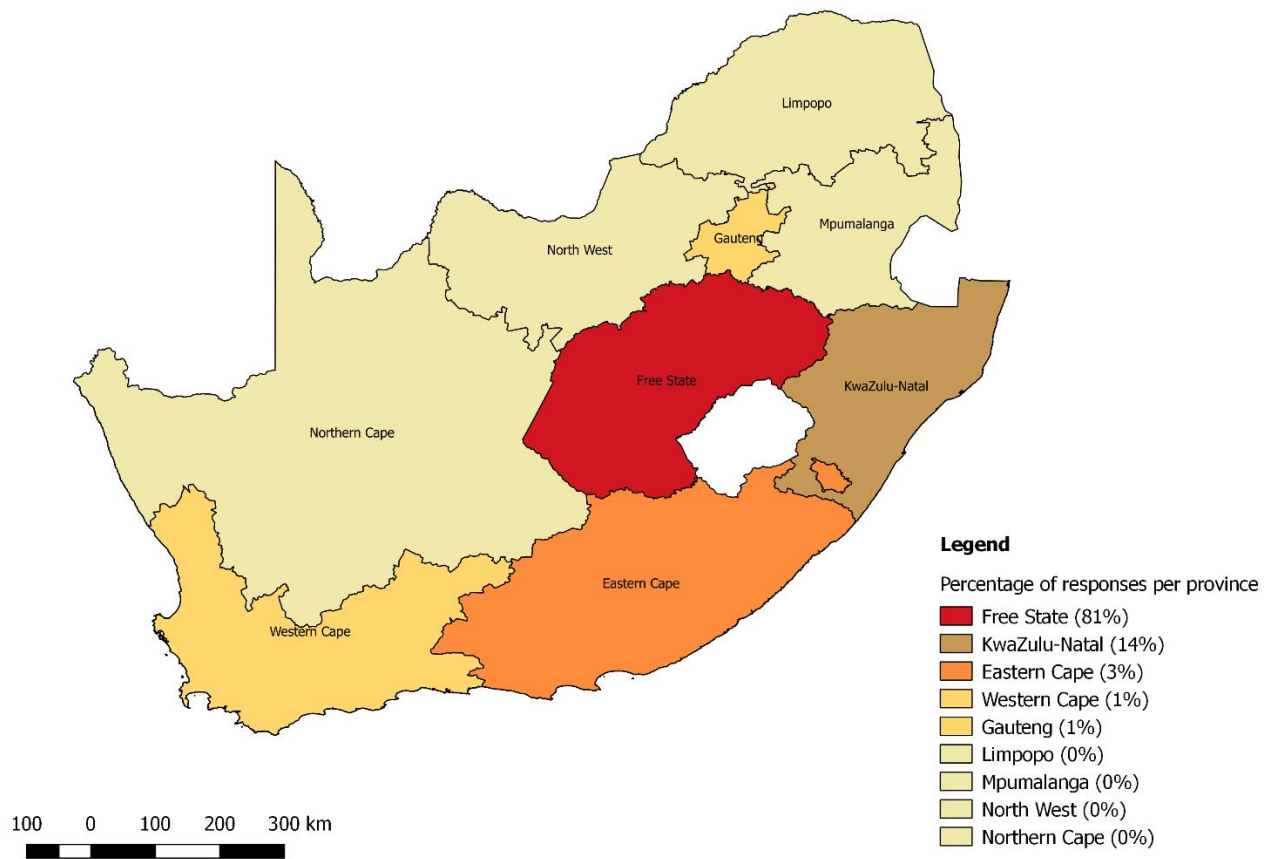 Limpopo
Mpumalanga
Gauteng
North West
Free State
KwaZulu-Natal
Northern Cape
Eastern Cape
Western Cape
Legend
Percentage of responses per province
Free State (81%)
KwaZulu-Natal (14%)
Eastern Cape (3%)
Western Cape (1%)
Gauteng (1%)
Limpopo (0%)
Mpumalanga (0%)
North West (0%)
Northern Cape (0%)
100 0 100 200 300 km